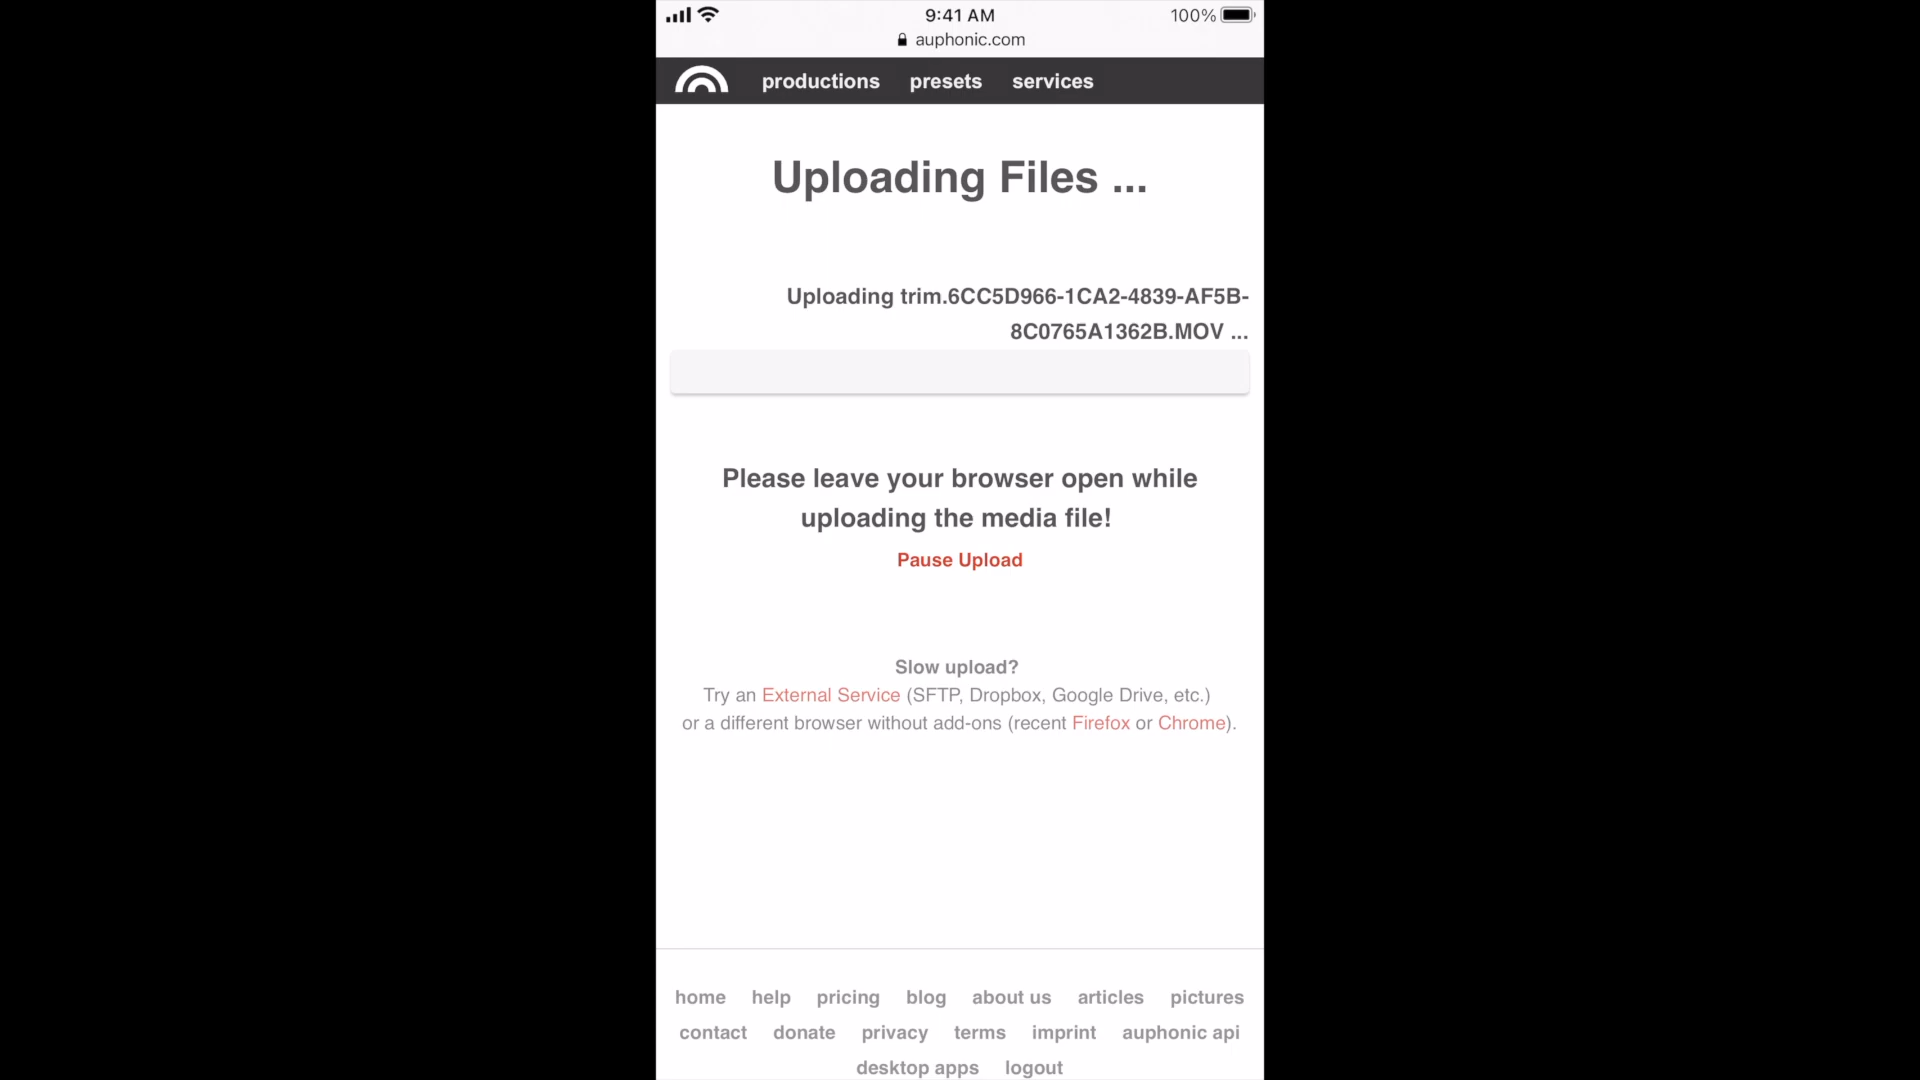 9:41 AM
100%
auphonic.com
productions presets services
Uploading Files ...
Uploading trim.6CC5D966-1CA2-4839-AF5B-
8C0765A1362B.MOV ...
Please leave your browser open while
uploading the media file!
Pause Upload
Slow upload?
Try an External Service (SFTP, Dropbox, Google Drive, etc.)
or a different browser without add-ons (recent Firefox or Chrome).
home help pricing blog about us articles pictures
contact donate privacy terms imprint auphonic api
desktop apps logout